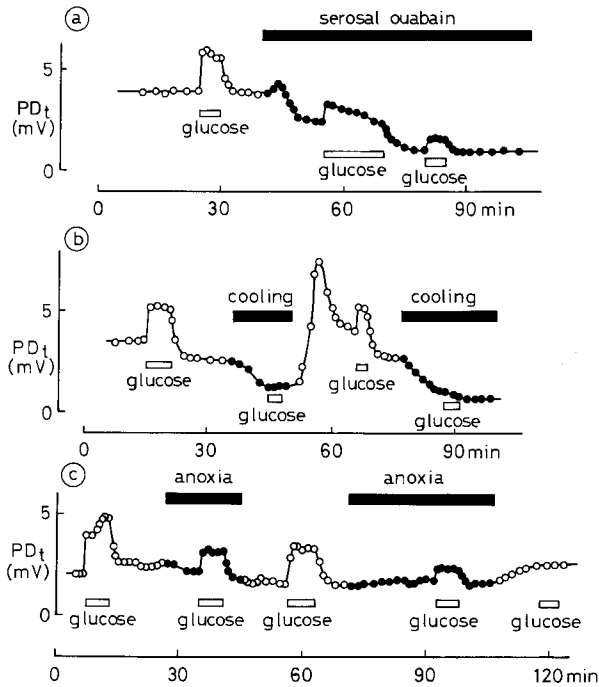 a
serosal ouabain
5
PDt
(mV)
0
glucose
glucose
glucose
0 30 60 90 min
b
cooling cooling
5
PDt
(mV)
0
glucose
glucose
glucose
glucose
0 30 60 90 min
c
anoxia anoxia
5
PDt
(mV)
0
glucose glucose glucose glucose glucose
0 30 60 90 120 min